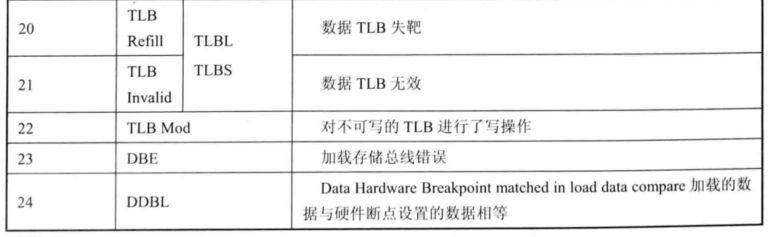 20 TLB Refill TLBL TLBS 数据 TLB 失靶
21 TLB Invalid 数据 TLB 无效
22 TLB Mod 对不可写的 TLB 进行了写操作
23 DBE 加载存储总线错误
24 DDBL Data Hardware Breakpoint matched in load data compare 加载的数
据与硬件断点设置的数据相等